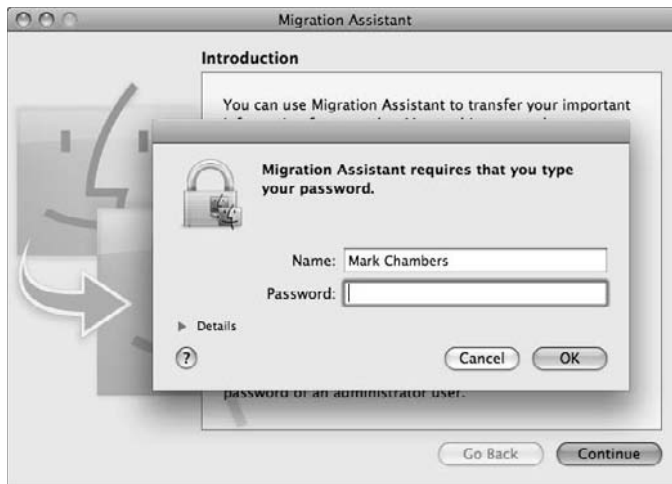 Migration Assistant
Introduction
You can use Migration Assistant to transfer your important
Migration Assistant requires that you type
your password.
Name: Mark Chambers
Password:
Details
?
Cancel
OK
password of an administrator user.
Go Back
Continue